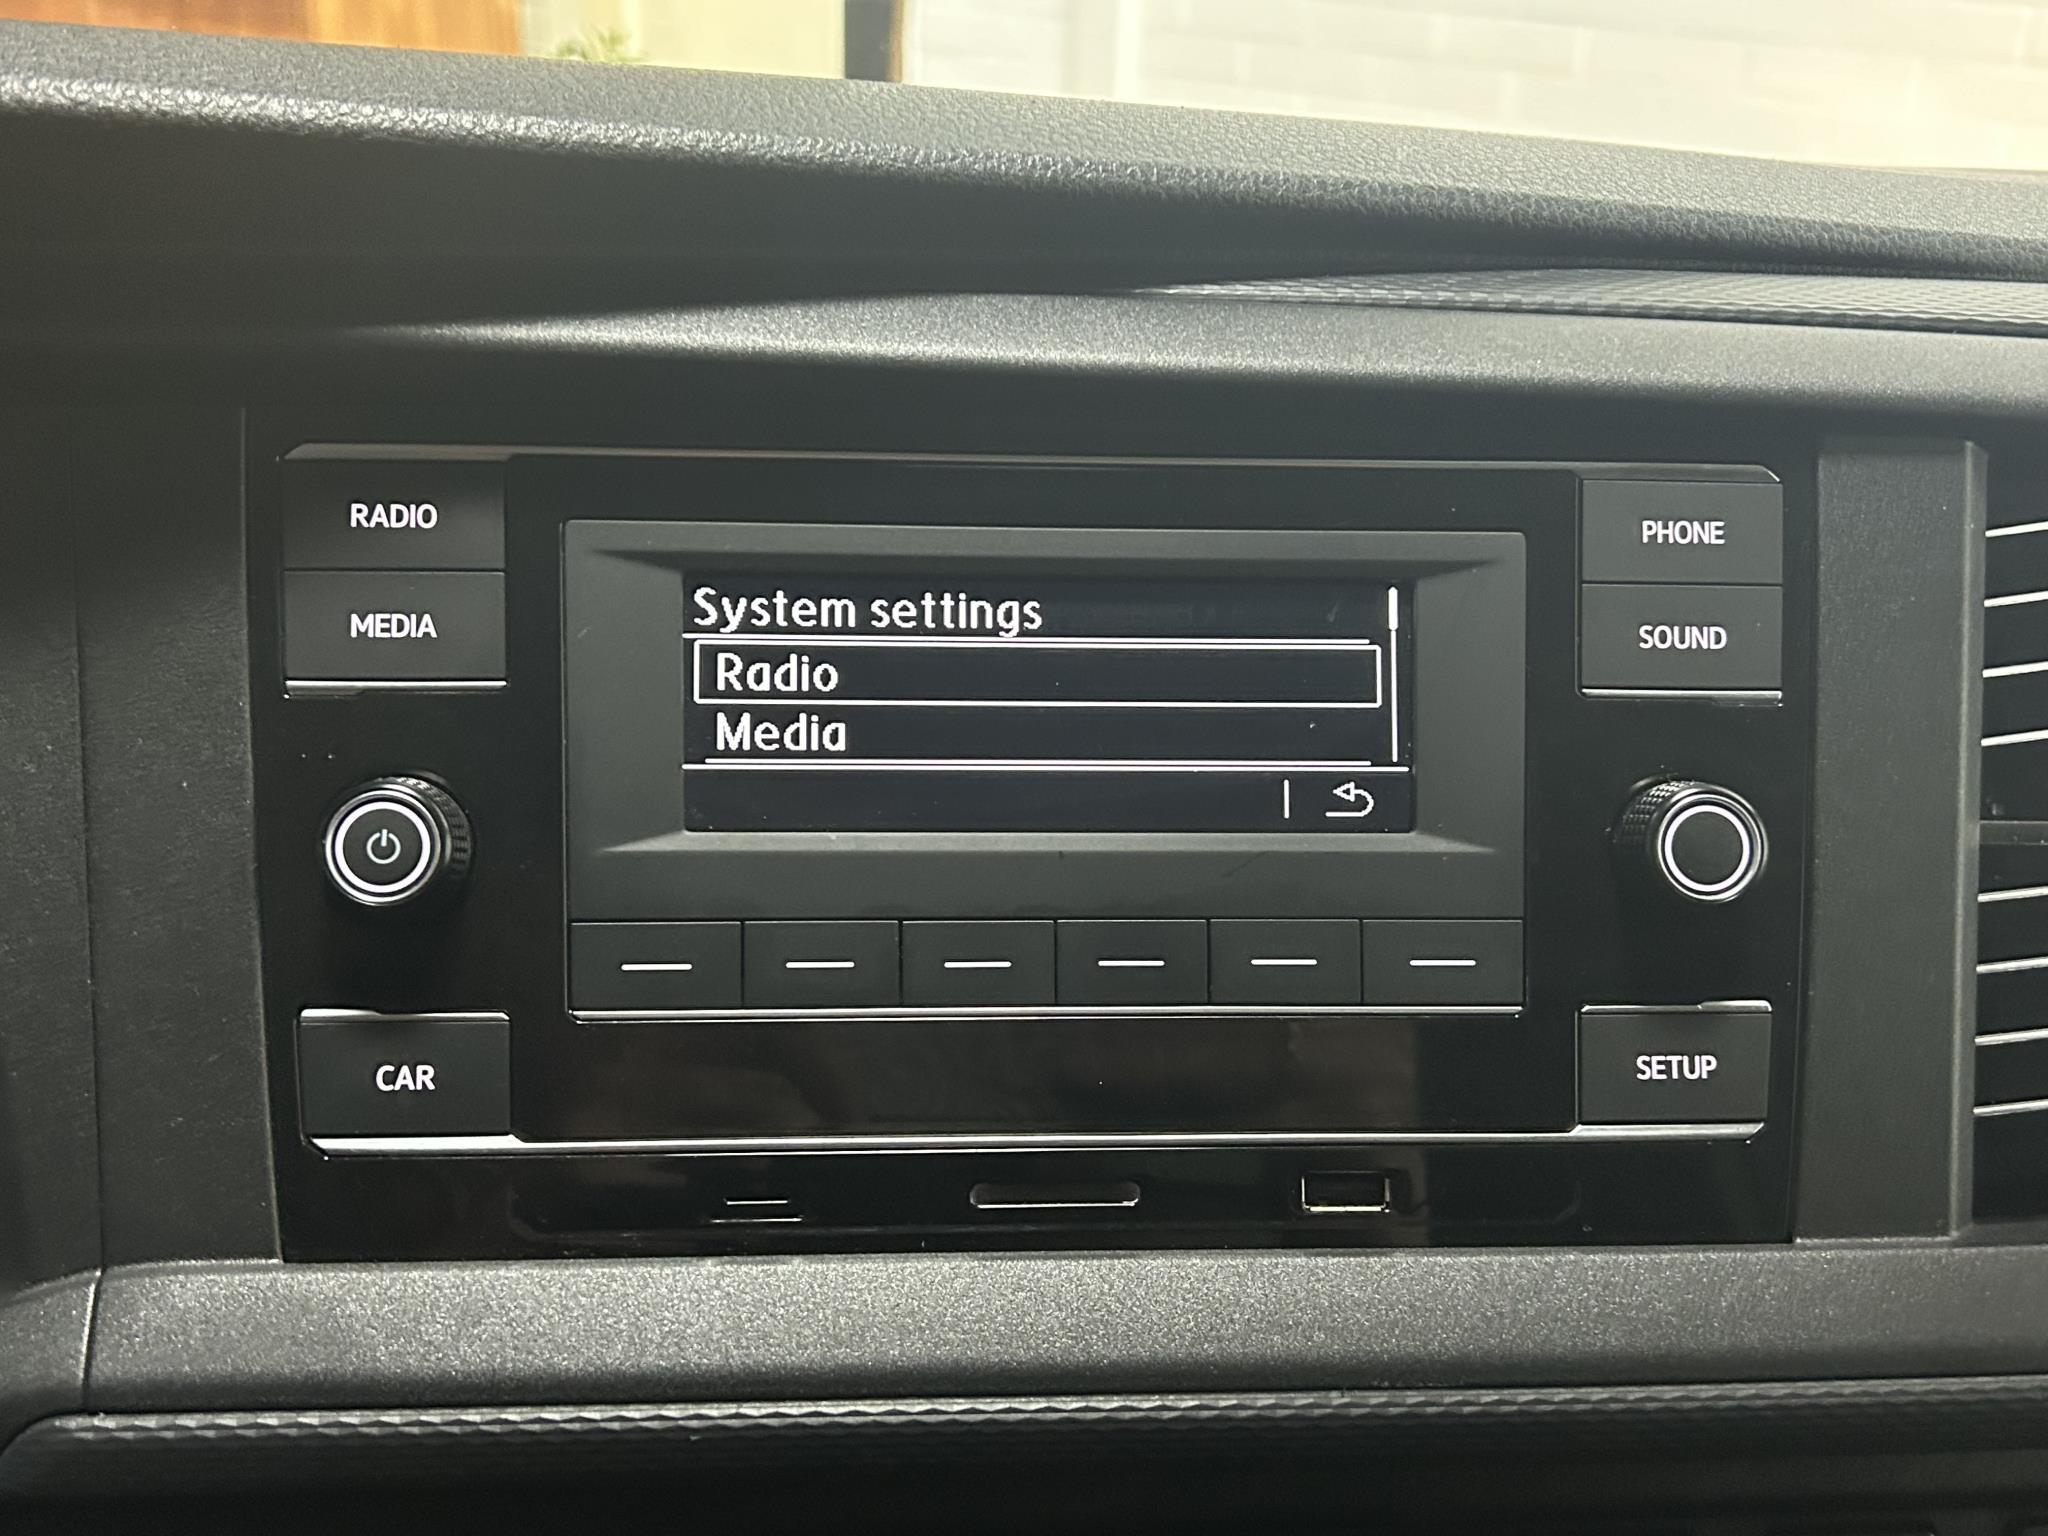 RADIO
MEDIA
PHONE
SOUND
System settings
Radio
Media
CAR
SETUP